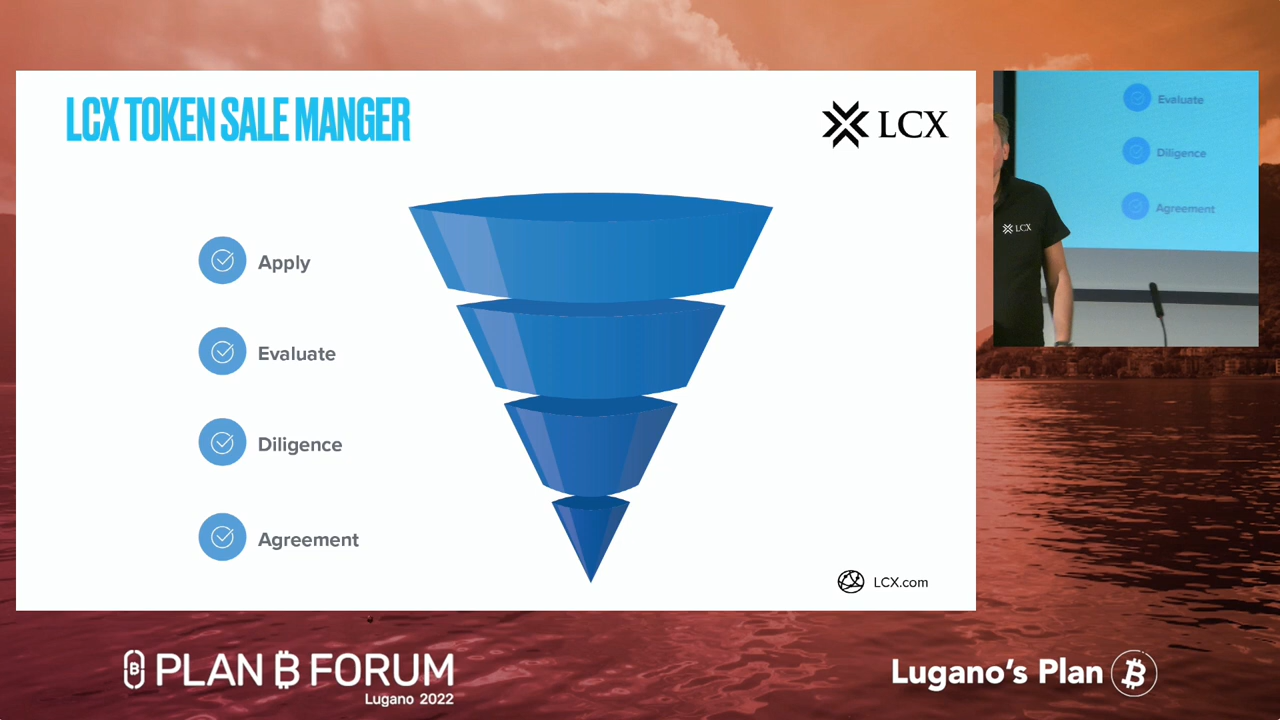 LCX TOKEN SALE MANGER
LCX
Apply
Evaluate
Diligence
Agreement
LCX.com
Evaluate
Diligence
Agreement
LCX
PLAN B FORUM
Lugano 2022
Lugano's Plan B